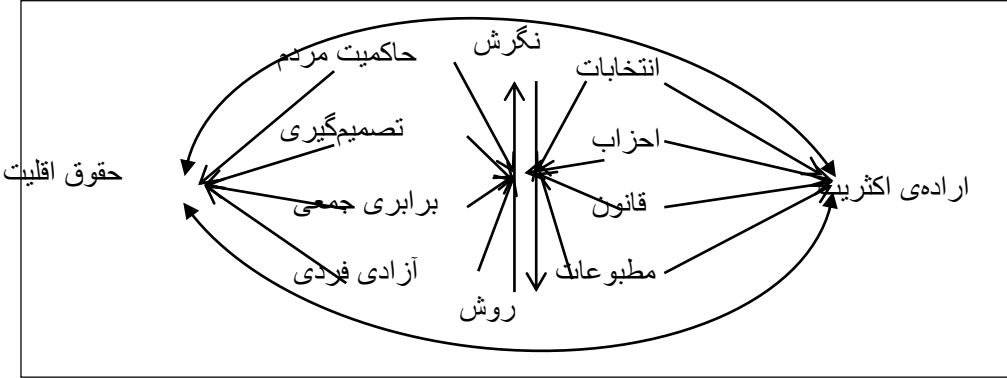 نگرش
انتخابات
حاکمیت مردم
احزاب
تصمیم‌گیری
اراده‌ی اکثریت
حقوق اقلیت
قانون
برابری جمعی
مطبوعات
آزادی فردی
روش